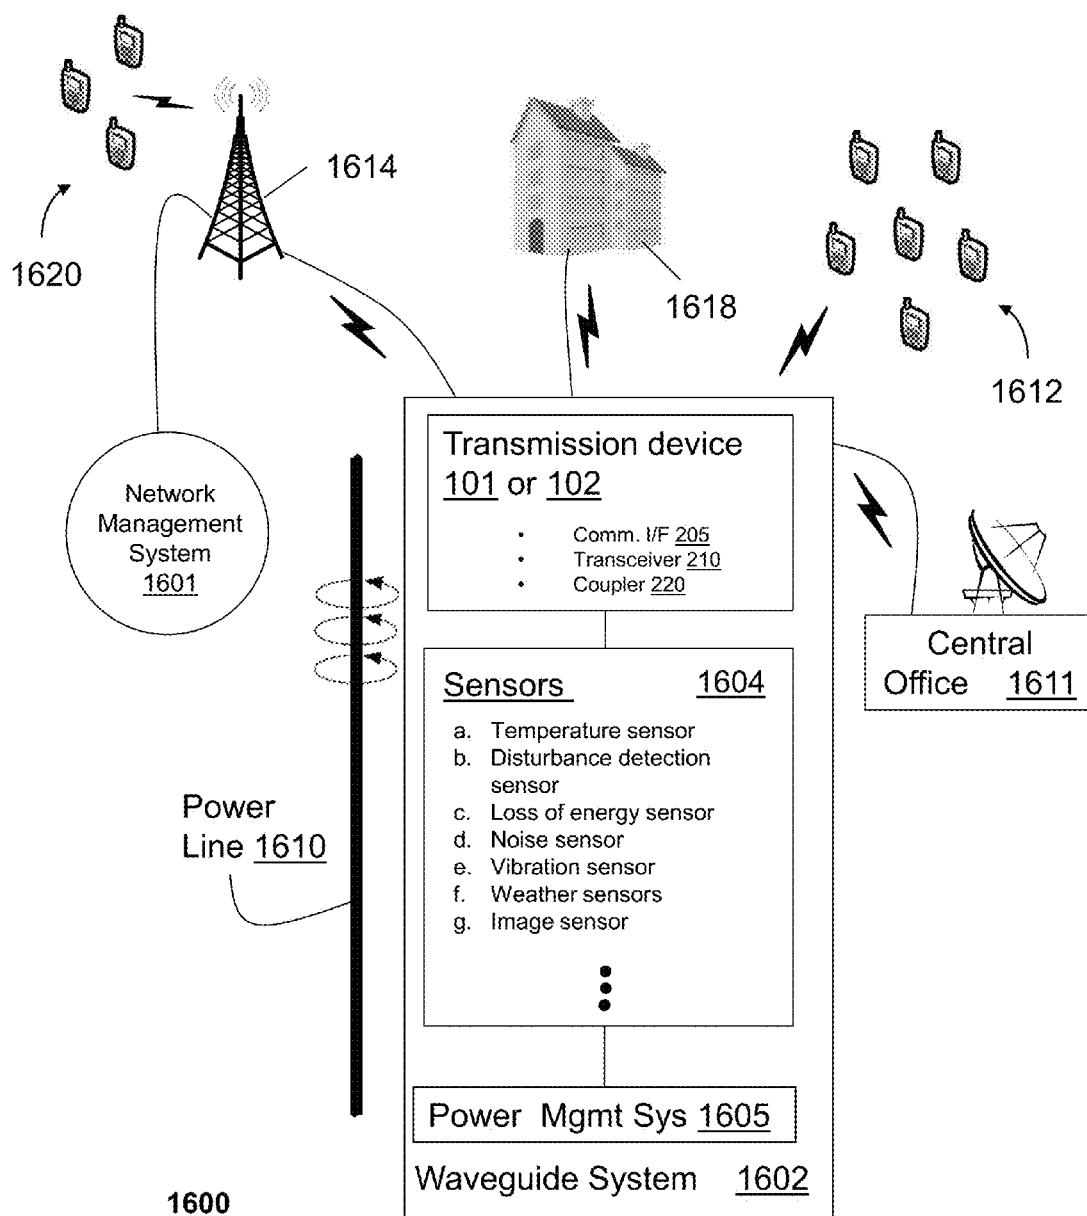 1614
1620
1618
1612
Transmission device
101 or 102
• Comm. I/F 205
• Transceiver 210
• Coupler 220
Network
Management
System
1601
Central
Office 1611
Sensors 1604
a. Temperature sensor
b. Disturbance detection
sensor
c. Loss of energy sensor
d. Noise sensor
e. Vibration sensor
f. Weather sensors
g. Image sensor
Power
Line 1610
Power Mgmt Sys 1605
Waveguide System 1602
1600